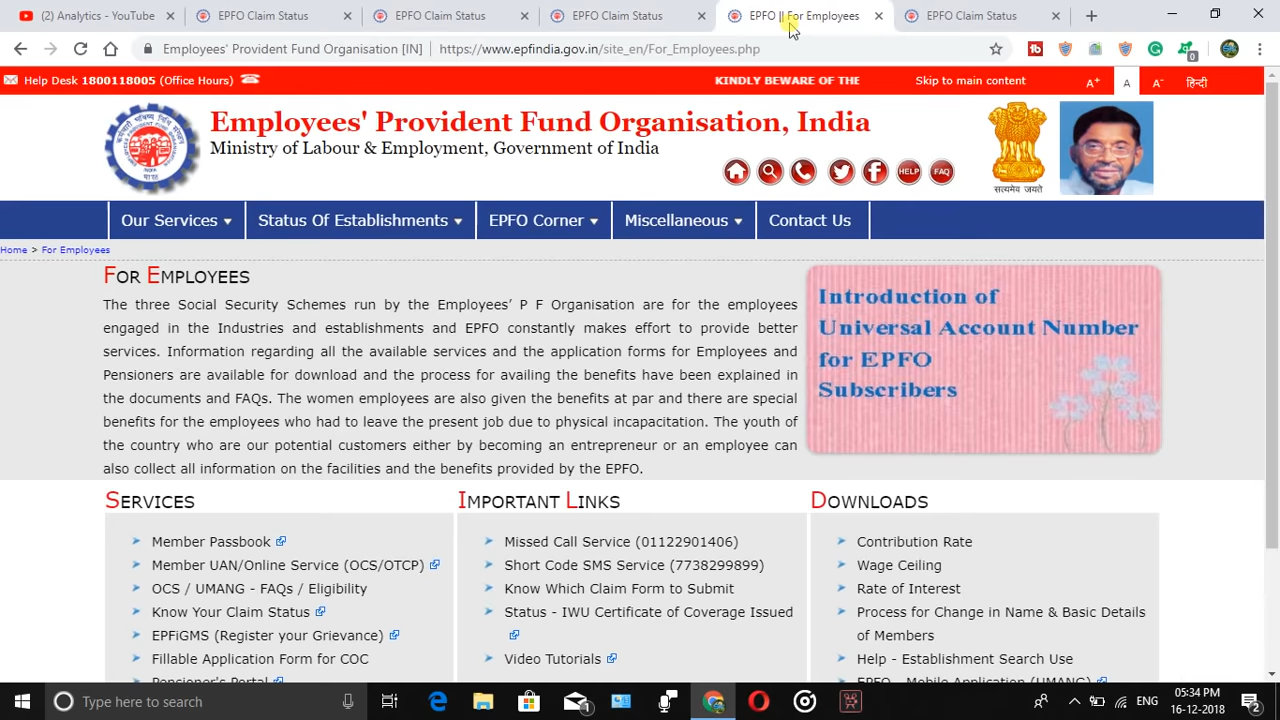 (2) Analytics - YouTube
EPFO Claim Status
EPFO Claim Status
EPFO Claim Status
EPFO || For Employees
EPFO Claim Status
Employees' Provident Fund Organisation [IN] | https://www.epfindia.gov.in/site_en/For_Employees.php
0
Help Desk 1800118005 (Office Hours)
KINDLY BEWARE OF THE
Skip to main content
A+ A A- हिन्दी
Employees' Provident Fund Organisation, India
Ministry of Labour & Employment, Government of India
HELP FAQ
सत्यमेव जयते
Our Services
Status Of Establishments
EPFO Corner
Miscellaneous
Contact Us
Home > For Employees
FOR EMPLOYEES
The three Social Security Schemes run by the Employees’ P F Organisation are for the employees
engaged in the Industries and establishments and EPFO constantly makes effort to provide better
services. Information regarding all the available services and the application forms for Employees and
Pensioners are available for download and the process for availing the benefits have been explained in
the documents and FAQs. The women employees are also given the benefits at par and there are special
benefits for the employees who had to leave the present job due to physical incapacitation. The youth of
the country who are our potential customers either by becoming an entrepreneur or an employee can
also collect all information on the facilities and the benefits provided by the EPFO.
Introduction of
Universal Account Number
for EPFO
Subscribers
SERVICES
Member Passbook
Member UAN/Online Service (OCS/OTCP)
OCS / UMANG - FAQs / Eligibility
Know Your Claim Status
EPFiGMS (Register your Grievance)
Fillable Application Form for COC
Pensioner's Portal
IMPORTANT LINKS
Missed Call Service (01122901406)
Short Code SMS Service (7738299899)
Know Which Claim Form to Submit
Status - IWU Certificate of Coverage Issued
Video Tutorials
DOWNLOADS
Contribution Rate
Wage Ceiling
Rate of Interest
Process for Change in Name & Basic Details
of Members
Help - Establishment Search Use
EPFO - Mobile Application (UMANG)
Type here to search
1
ENG
05:34 PM
16-12-2018
2